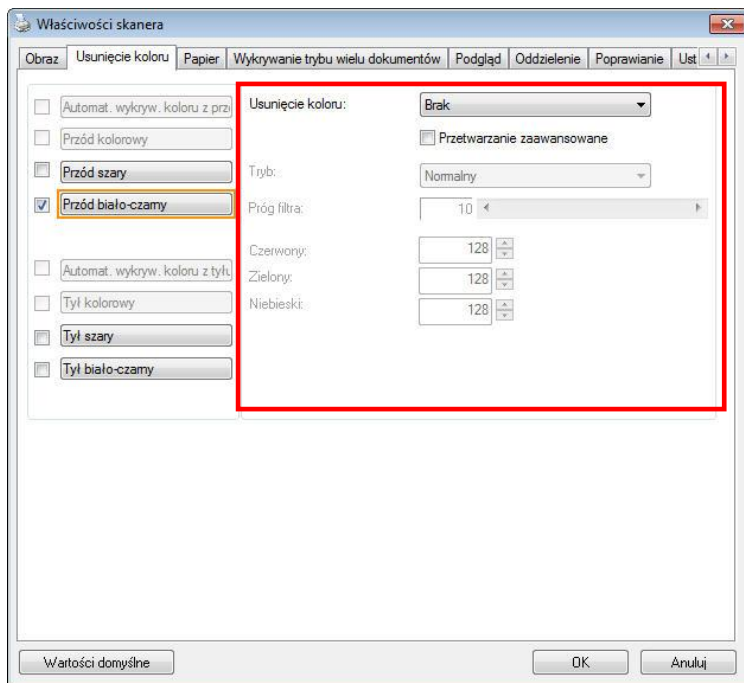 Właściwości skanera
Obraz Usunięcie koloru Papier Wykrywanie trybu wielu dokumentów Podgląd Oddzielenie Poprawianie Ust
Automat. wykryw. koloru z prze
Przód kolorowy
Przód szary
Przód biało-czarny
Automat. wykryw. koloru z tyłu
Tył kolorowy
Tył szary
Tył biało-czarny
Usunięcie koloru: Brak
Przetwarzanie zaawansowane
Tryb: Normalny
Próg filtra: 10
Czerwony: 128
Zielony: 128
Niebieski: 128
Wartości domyślne OK Anuluj